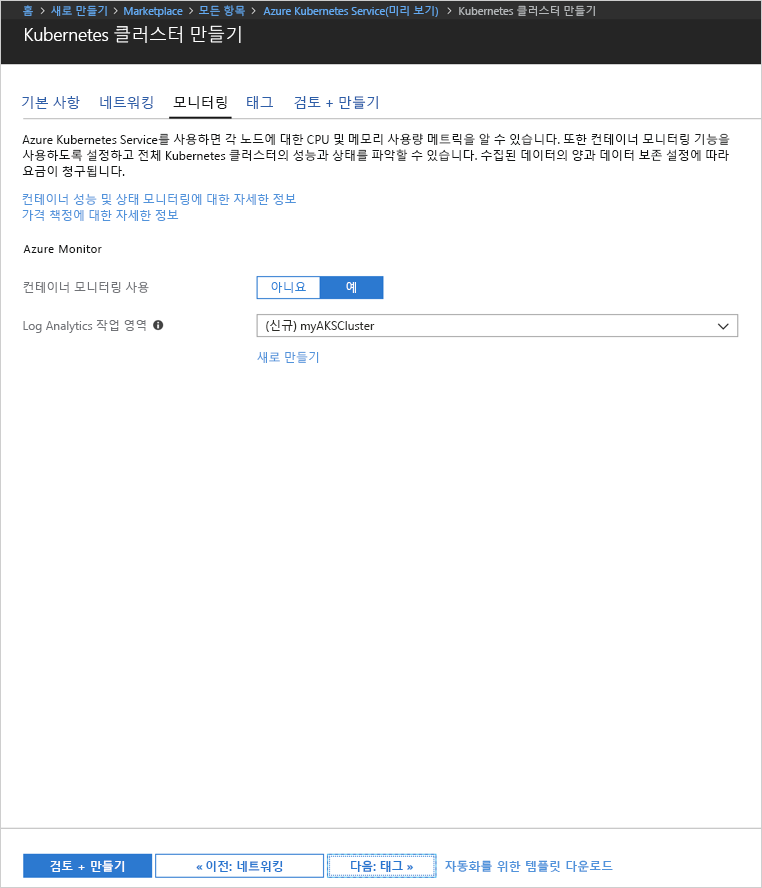 홈 > 새로 만들기 > Marketplace > 모든 항목 > Azure Kubernetes Service(미리 보기) > Kubernetes 클러스터 만들기
Kubernetes 클러스터 만들기
기본 사항 네트워킹 모니터링 태그 검토 + 만들기
Azure Kubernetes Service를 사용하면 각 노드에 대한 CPU 및 메모리 사용량 메트릭을 알 수 있습니다. 또한 컨테이너 모니터링 기능을
사용하도록 설정하고 전체 Kubernetes 클러스터의 성능과 상태를 파악할 수 있습니다. 수집된 데이터의 양과 데이터 보존 설정에 따라
요금이 청구됩니다.
컨테이너 성능 및 상태 모니터링에 대한 자세한 정보
가격 책정에 대한 자세한 정보
Azure Monitor
컨테이너 모니터링 사용 아니요 예
Log Analytics 작업 영역 (신규) myAKSCluster
새로 만들기
검토 + 만들기 « 이전: 네트워킹 다음: 태그 » 자동화를 위한 템플릿 다운로드